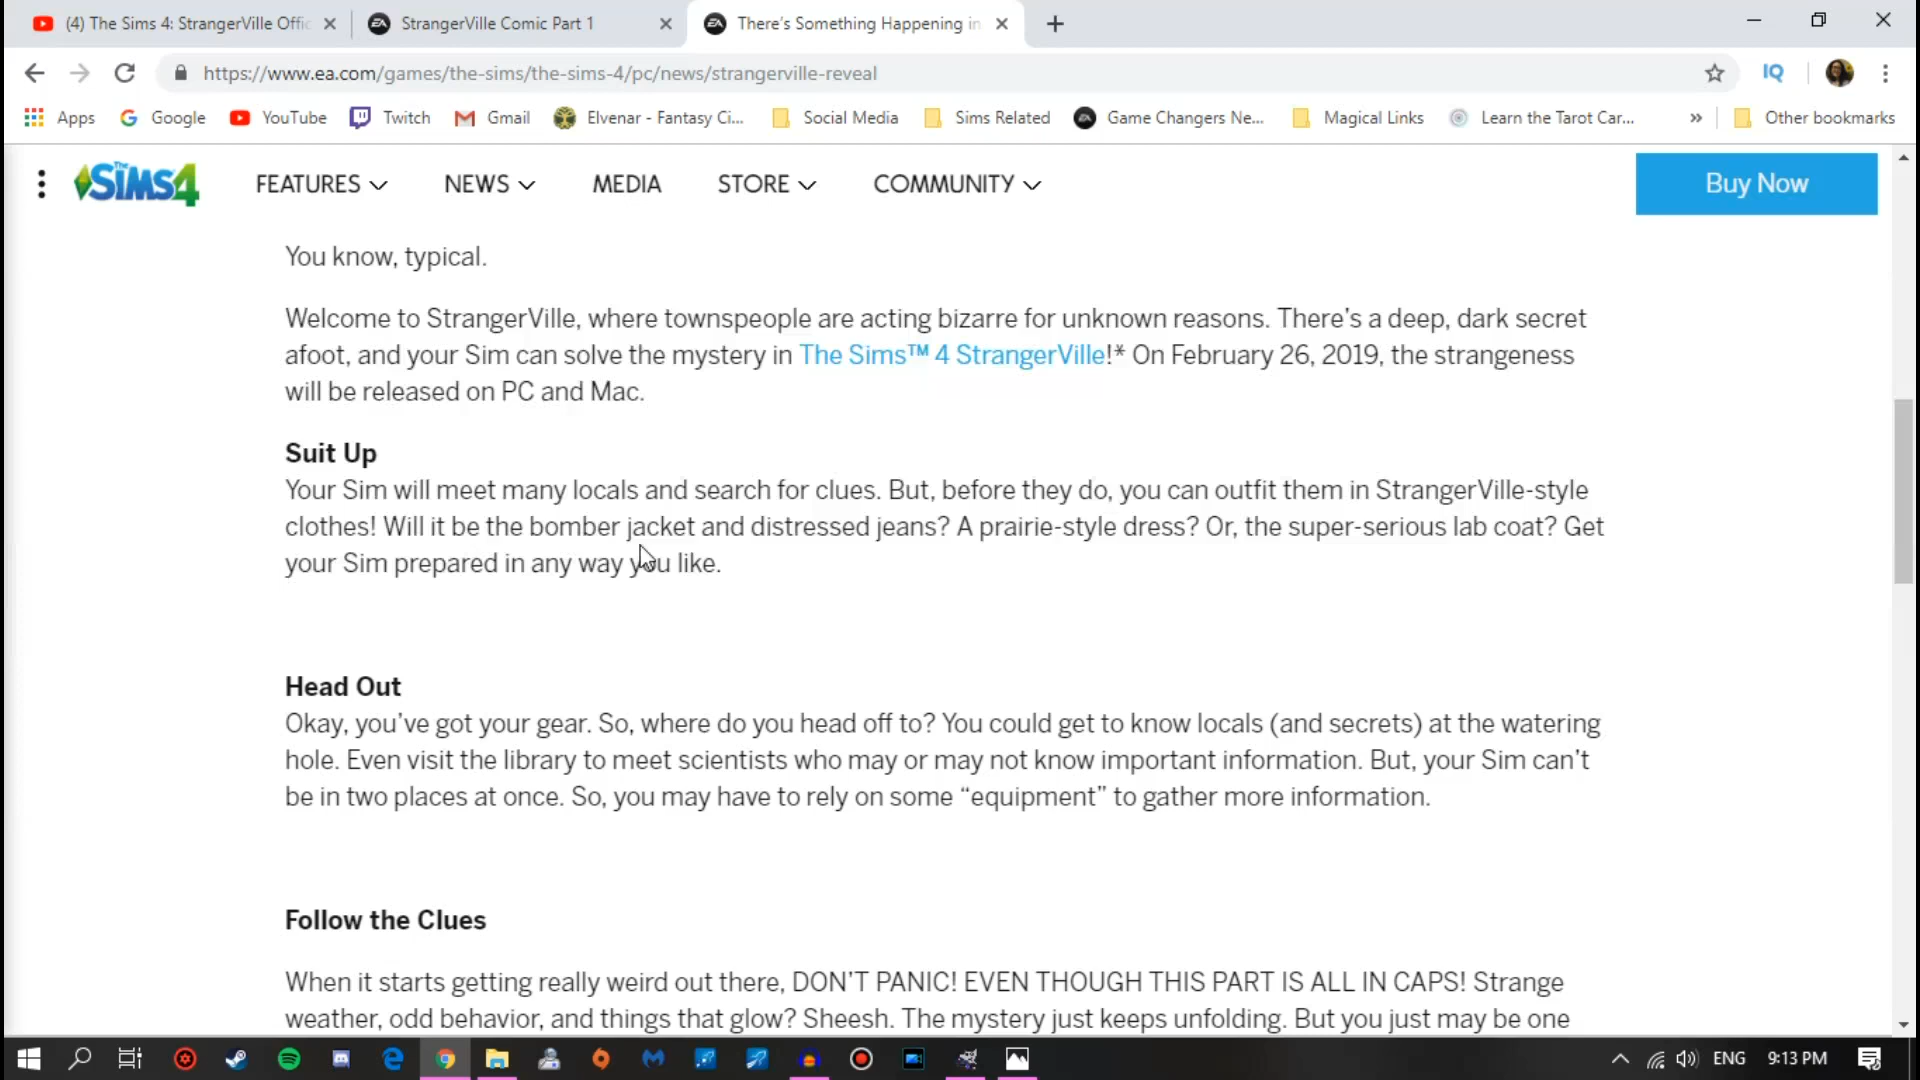 (4) The Sims 4: StrangerVille Offic
StrangerVille Comic Part 1
There's Something Happening in
https://www.ea.com/games/the-sims/the-sims-4/pc/news/strangerville-reveal
IQ
Apps
Google
YouTube
Twitch
Gmail
Elvenar - Fantasy Ci...
Social Media
Sims Related
Game Changers Ne...
Magical Links
Learn the Tarot Car...
»
Other bookmarks
The SIMS 4
FEATURES
NEWS
MEDIA
STORE
COMMUNITY
Buy Now
You know, typical.
Welcome to StrangerVille, where townspeople are acting bizarre for unknown reasons. There's a deep, dark secret
afoot, and your Sim can solve the mystery in The Sims™ 4 StrangerVille!* On February 26, 2019, the strangeness
will be released on PC and Mac.
Suit Up
Your Sim will meet many locals and search for clues. But, before they do, you can outfit them in StrangerVille-style
clothes! Will it be the bomber jacket and distressed jeans? A prairie-style dress? Or, the super-serious lab coat? Get
your Sim prepared in any way you like.
Head Out
Okay, you've got your gear. So, where do you head off to? You could get to know locals (and secrets) at the watering
hole. Even visit the library to meet scientists who may or may not know important information. But, your Sim can't
be in two places at once. So, you may have to rely on some “equipment” to gather more information.
Follow the Clues
When it starts getting really weird out there, DON'T PANIC! EVEN THOUGH THIS PART IS ALL IN CAPS! Strange
weather, odd behavior, and things that glow? Sheesh. The mystery just keeps unfolding. But you just may be one
ENG
9:13 PM